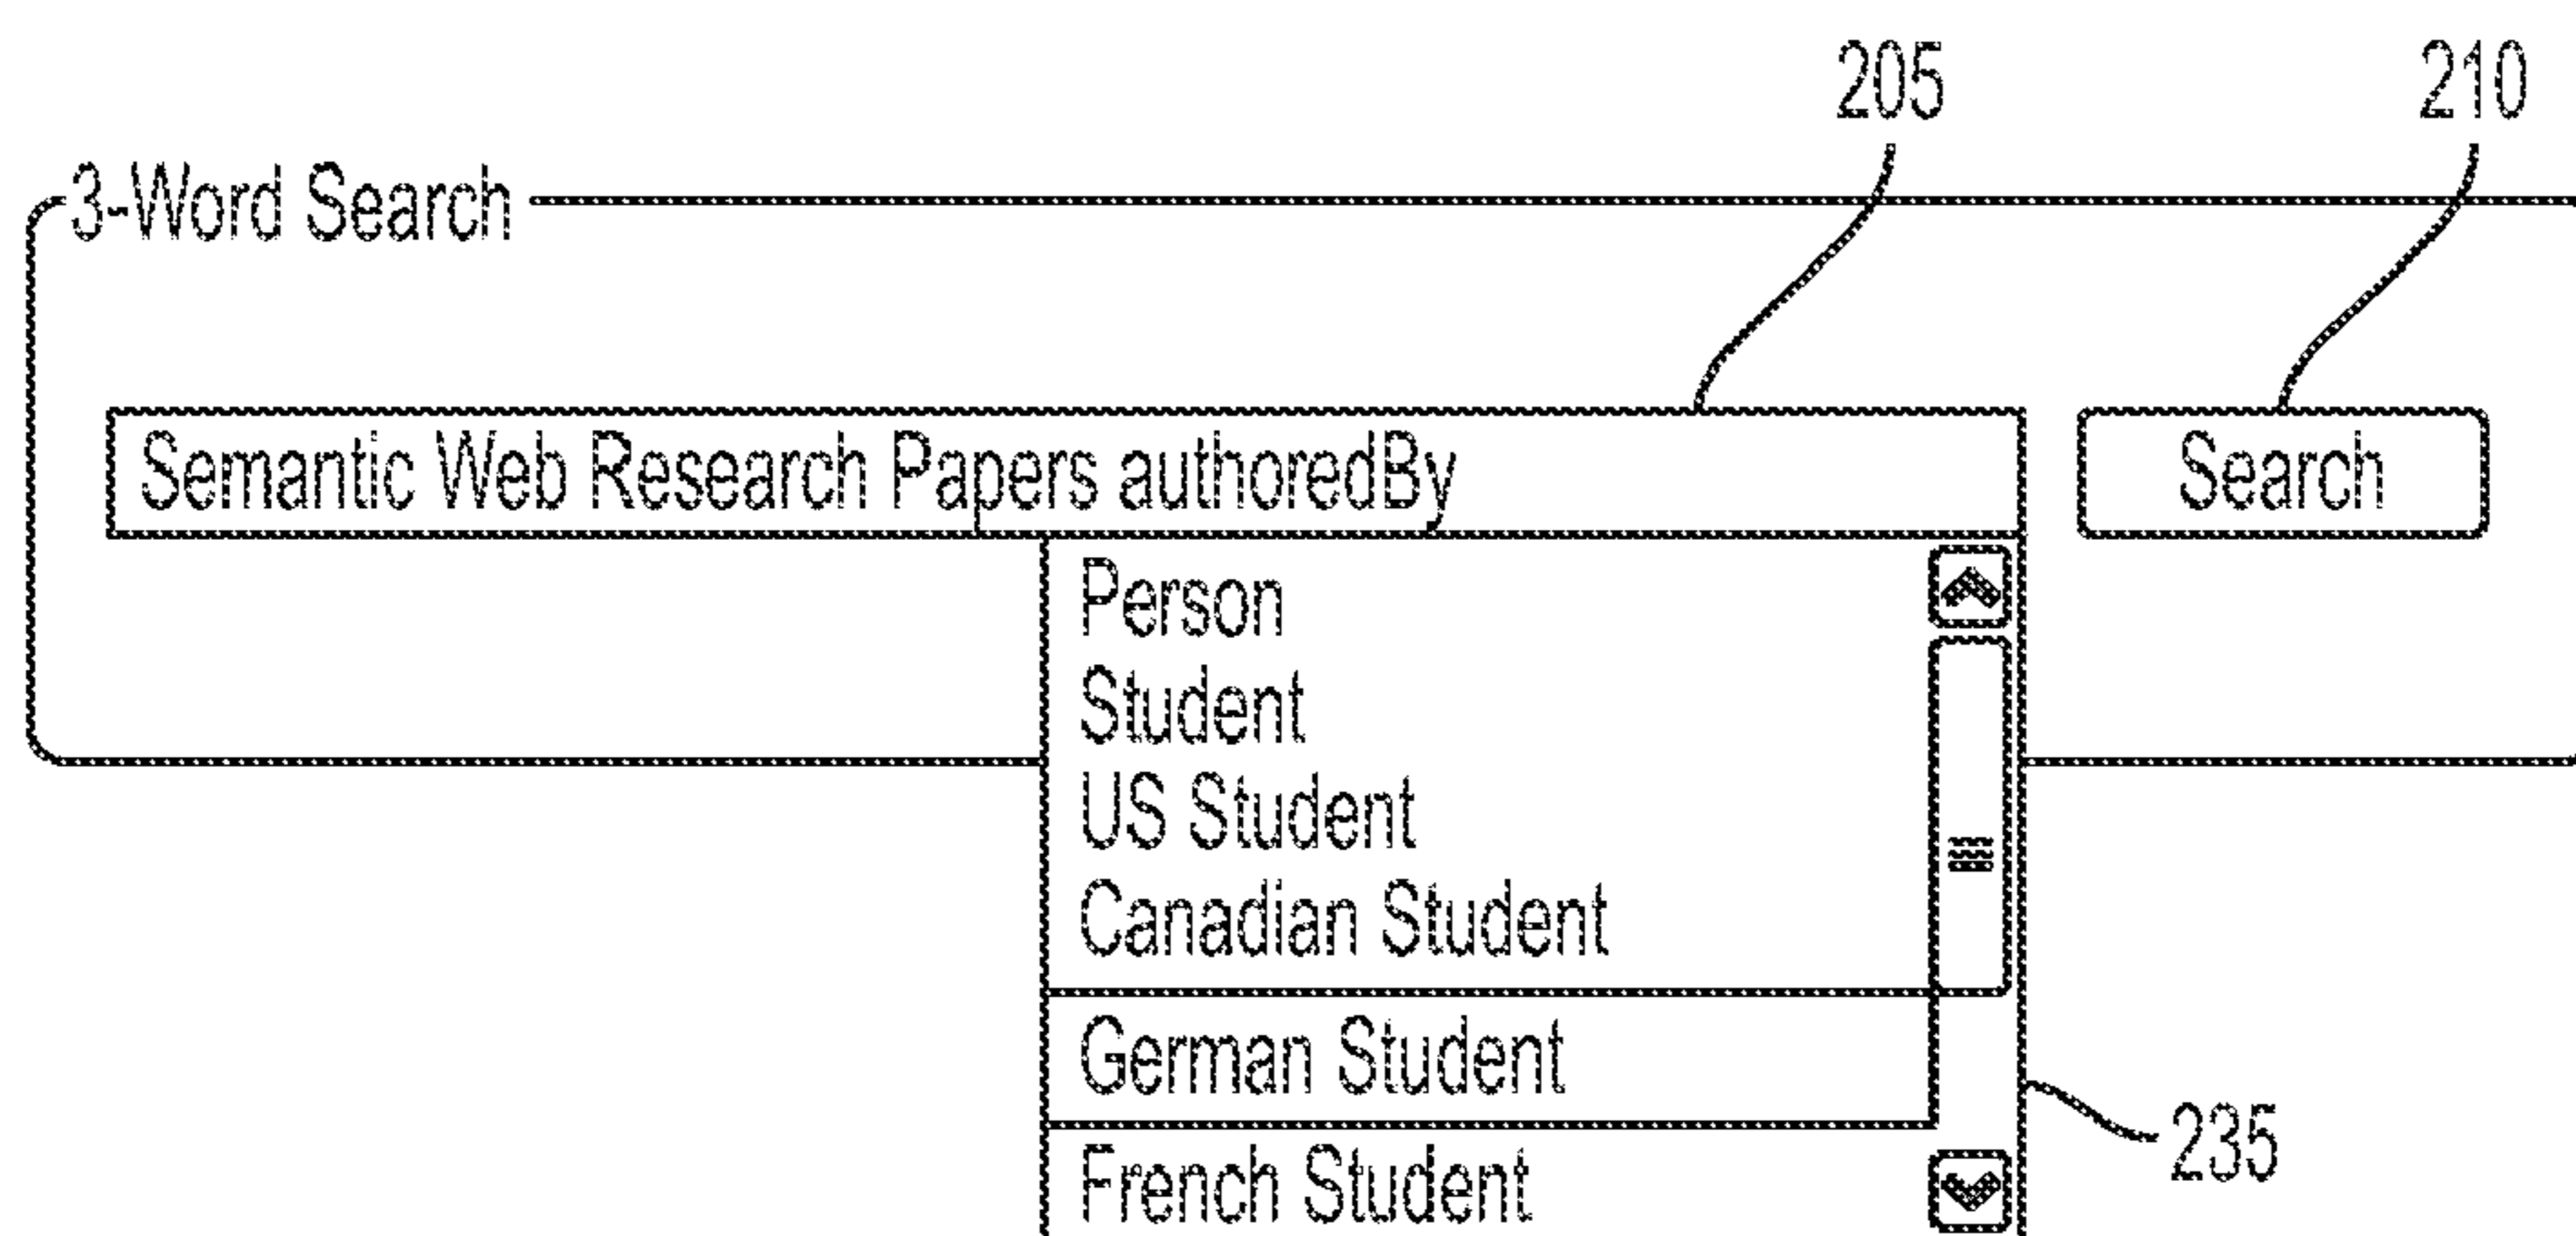 205 210
3-Word Search
Semantic Web Research Papers authoredBy Search
Person
Student
US Student
Canadian Student
German Student
235
French Student